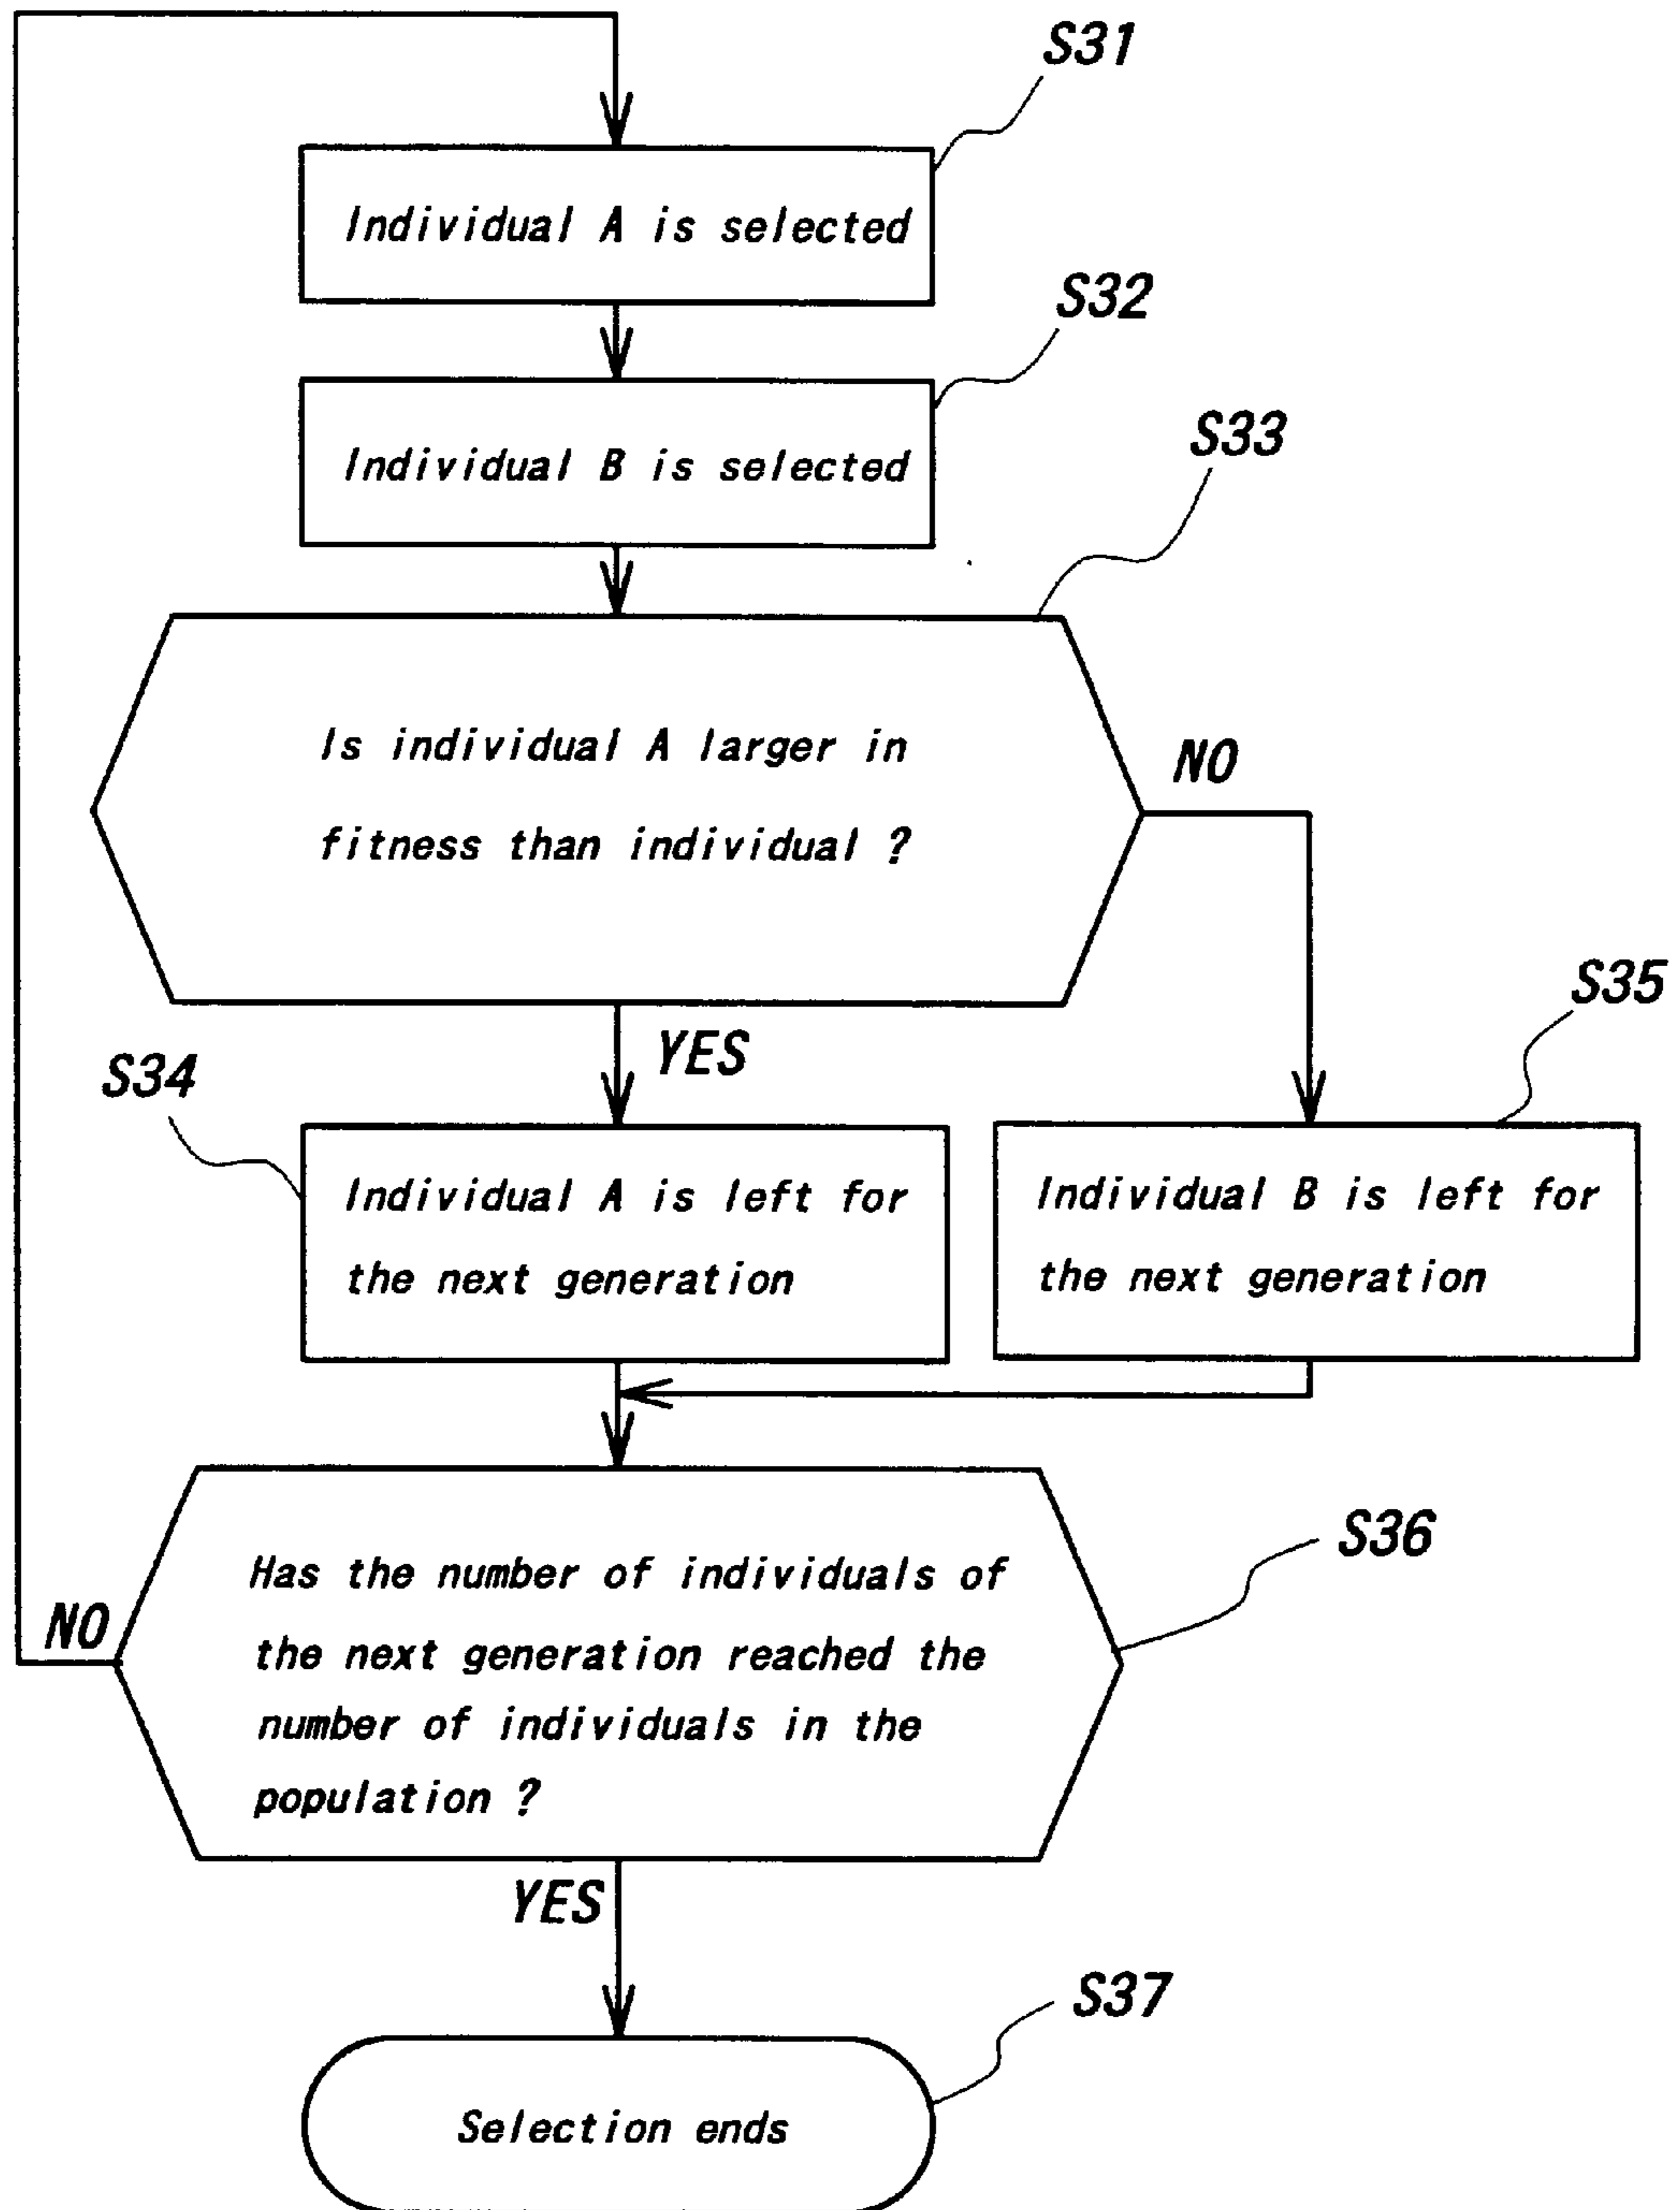 S31
Individual A is selected
S32
Individual B is selected
S33
Is individual A larger in
fitness than individual ?
NO
YES
S34
Individual A is left for
the next generation
S35
Individual B is left for
the next generation
S36
Has the number of individuals of
the next generation reached the
number of individuals in the
population ?
NO
YES
S37
Selection ends